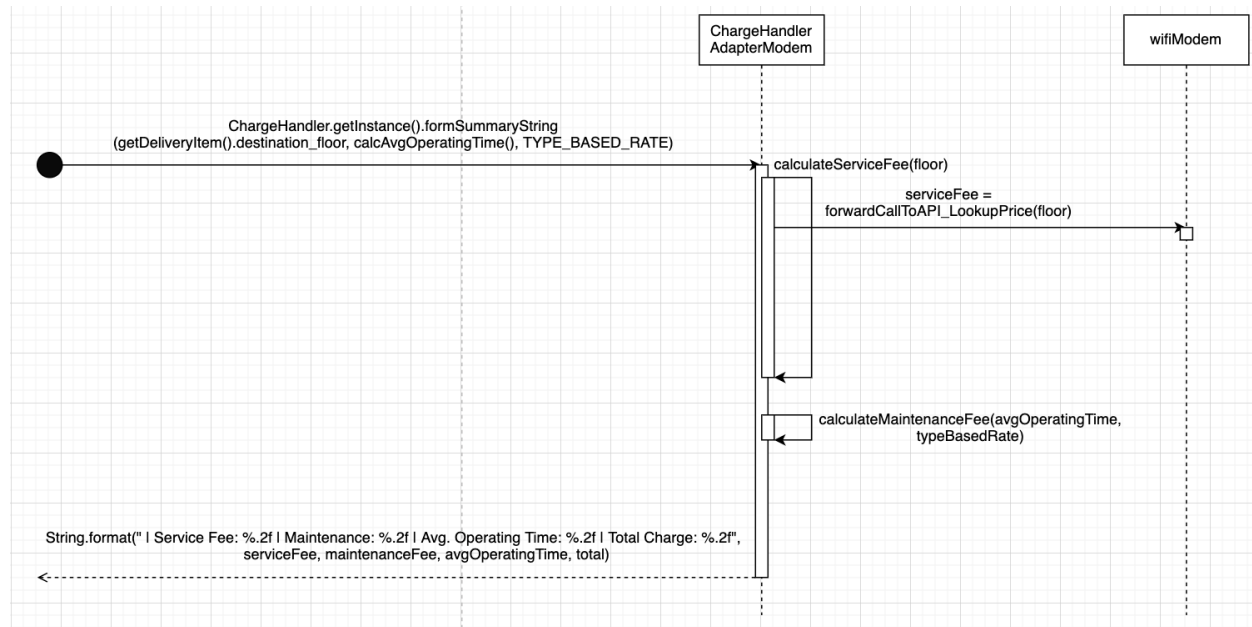 ChargeHandler
AdapterModem
wifiModem
ChargeHandler.getInstance().formSummaryString
(getDeliveryItem().destination_floor, calcAvgOperatingTime(), TYPE_BASED_RATE)
calculateServiceFee(floor)
serviceFee =
forwardCallToAPI_LookupPrice(floor)
calculateMaintenanceFee(avgOperatingTime,
typeBasedRate)
String.format(" | Service Fee: %.2f | Maintenance: %.2f | Avg. Operating Time: %.2f | Total Charge: %.2f",
serviceFee, maintenanceFee, avgOperatingTime, total)